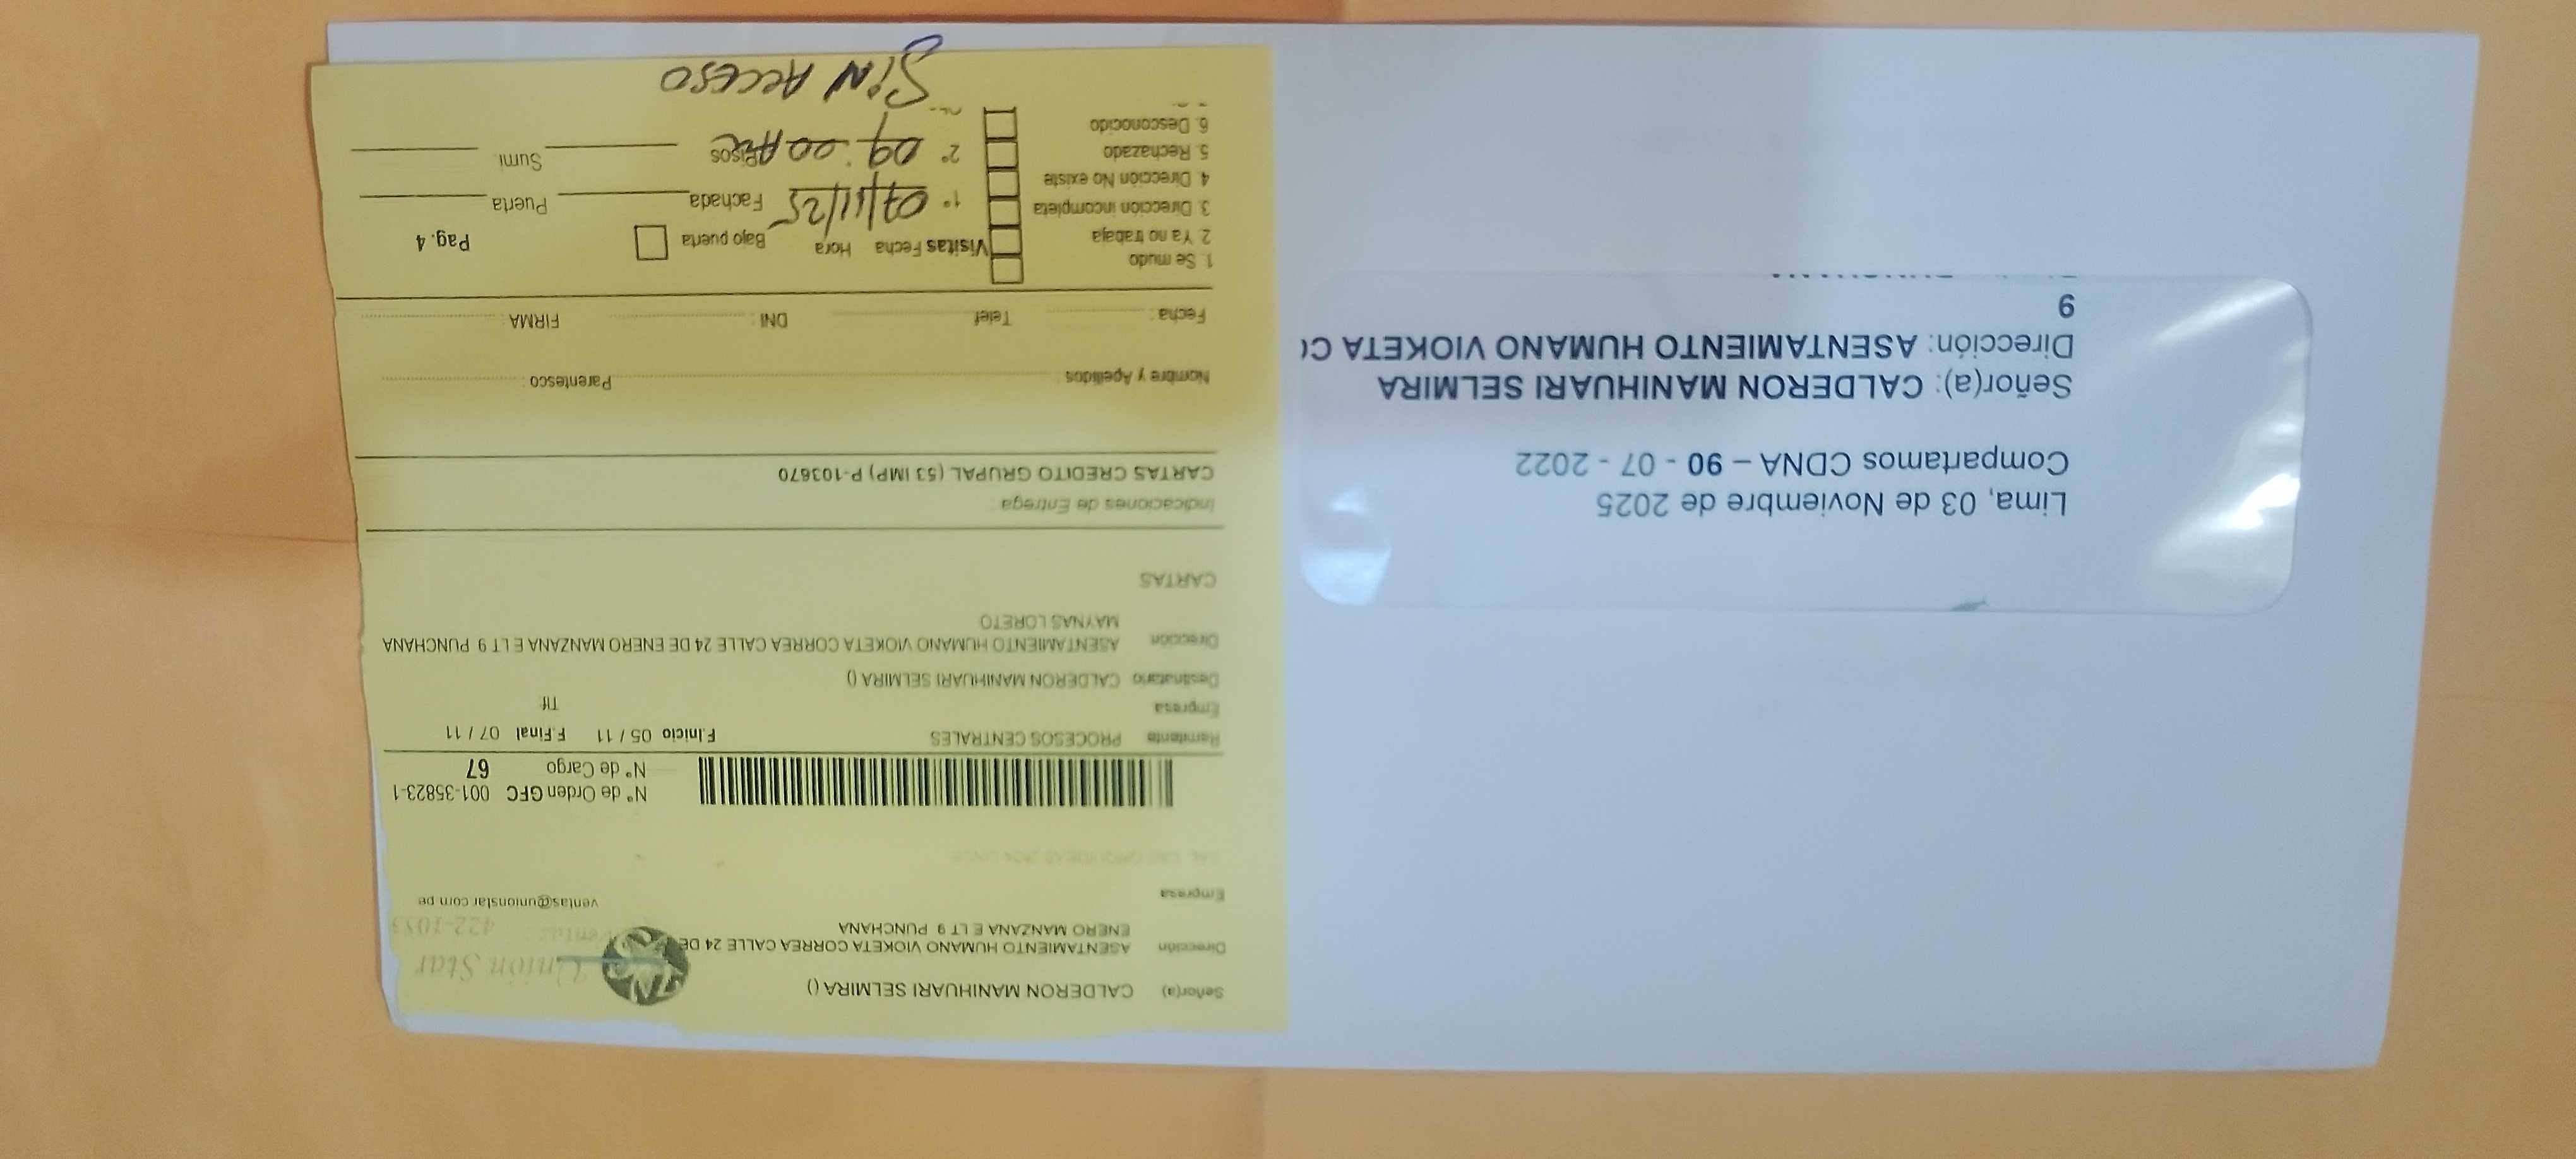 Lima, 03 de Noviembre de 2025
Compartamos CDNA – 90 - 07 - 2022
Señor(a): CALDERON MANIHUARI SELMIRA
Dirección: ASENTAMIENTO HUMANO VIOKETA CO
9
Señor(a) CALDERON MANIHUARI SELMIRA ()
Unión Star
Dirección ASENTAMIENTO HUMANO VIOKETA CORREA CALLE 24 DE
ENERO MANZANA E LT 9 PUNCHANA
422-1033
ventas@unionstar.com.pe
Empresa
N° de Orden GFC 001-35823-1
N° de Cargo 67
Remitente PROCESOS CENTRALES F.Inicio 05 / 11 F.Final 07 / 11
Empresa Tlf
Destinatario CALDERON MANIHUARI SELMIRA ()
Dirección ASENTAMIENTO HUMANO VIOKETA CORREA CALLE 24 DE ENERO MANZANA E LT 9 PUNCHANA
MAYNAS LORETO
CARTAS
Indicaciones de Entrega
CARTAS CREDITO GRUPAL (53 IMP) P-103670
Nombre y Apellidos : Parentesco :
Fecha : Telef DNI : FIRMA :
1. Se mudo
2. Ya no trabaja
3. Dirección incompleta
4. Dirección No existe
5. Rechazado
6. Desconocido
Visitas Fecha Hora Bajo puerta Pag. 4
1° 07/11/25 Fachada Puerta
2° 09:00 AM Pisos Sumi.
SIN ACCESO